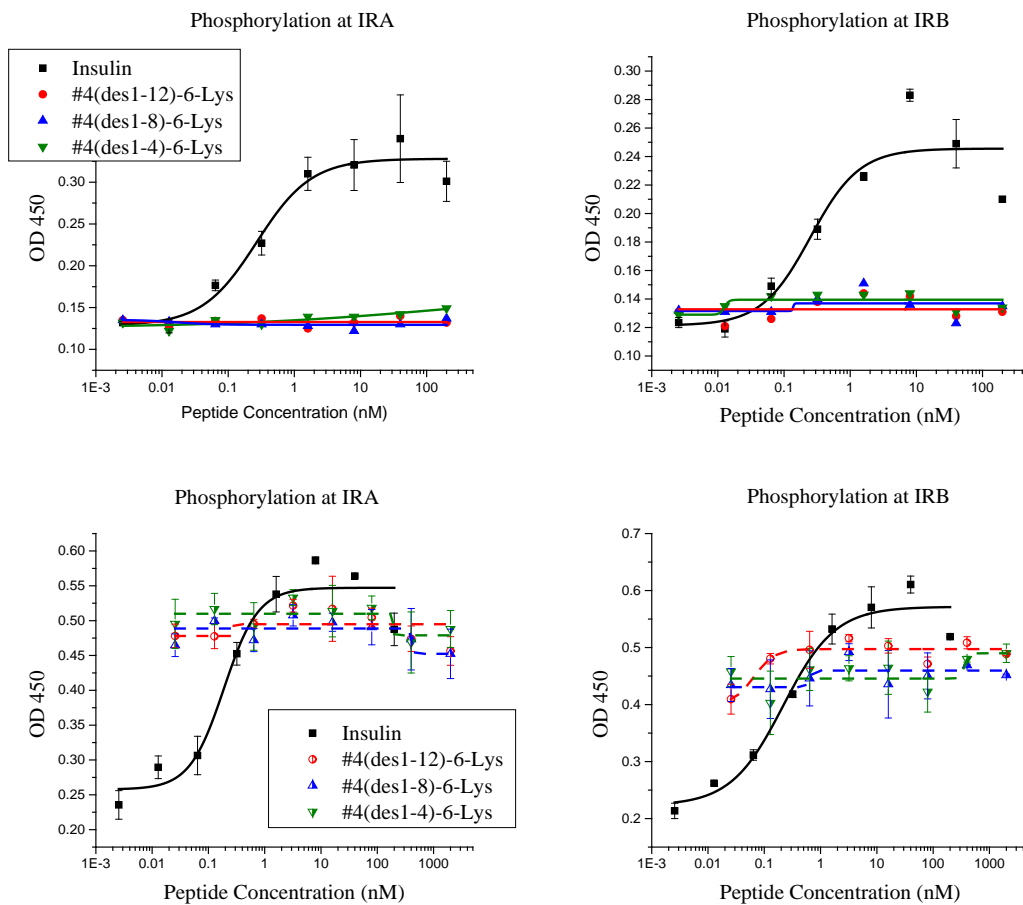 Phosphorylation at IRA
Insulin
#4(des1-12)-6-Lys
#4(des1-8)-6-Lys
#4(des1-4)-6-Lys
0.30
0.25
0.20
0.15
0.10
OD 450
1E-3 0.01 0.1 1 10 100
Peptide Concentration (nM)
Phosphorylation at IRB
0.30
0.28
0.26
0.24
0.22
0.20
0.18
0.16
0.14
0.12
0.10
OD 450
1E-3 0.01 0.1 1 10 100
Peptide Concentration (nM)
Phosphorylation at IRA
0.60
0.55
0.50
0.45
0.40
0.35
0.30
0.25
0.20
OD 450
Insulin
#4(des1-12)-6-Lys
#4(des1-8)-6-Lys
#4(des1-4)-6-Lys
1E-3 0.01 0.1 1 10 100 1000
Peptide Concentration (nM)
Phosphorylation at IRB
0.7
0.6
0.5
0.4
0.3
0.2
OD 450
1E-3 0.01 0.1 1 10 100 1000
Peptide Concentration (nM)